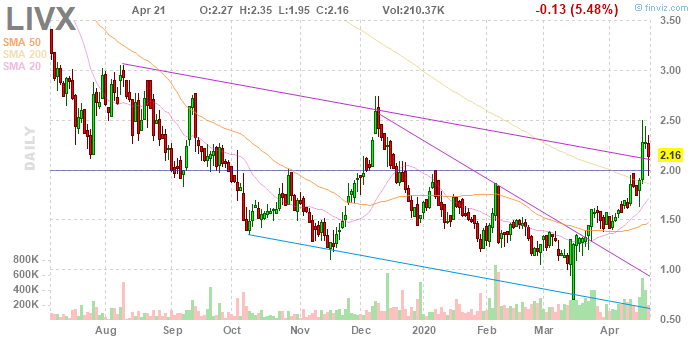 LIVX
Apr 21 O:2.27 H:2.35 L:1.95 C:2.16 Vol:210.37K -0.13 (5.48%)
© finviz.com
SMA 50
SMA 200
SMA 20
DAILY
3.50
3.00
2.50
2.16
2.00
1.50
1.00
0.50
800K
600K
400K
200K
Aug Sep Oct Nov Dec 2020 Feb Mar Apr